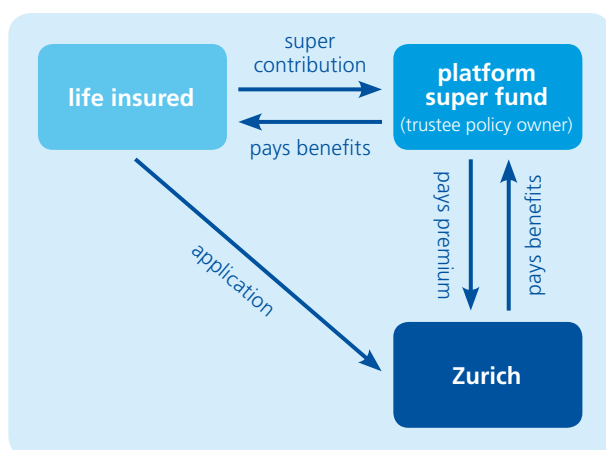 super
contribution
life insured
platform
super fund
(trustee policy owner)
pays benefits
pays premium
pays benefits
application
Zurich